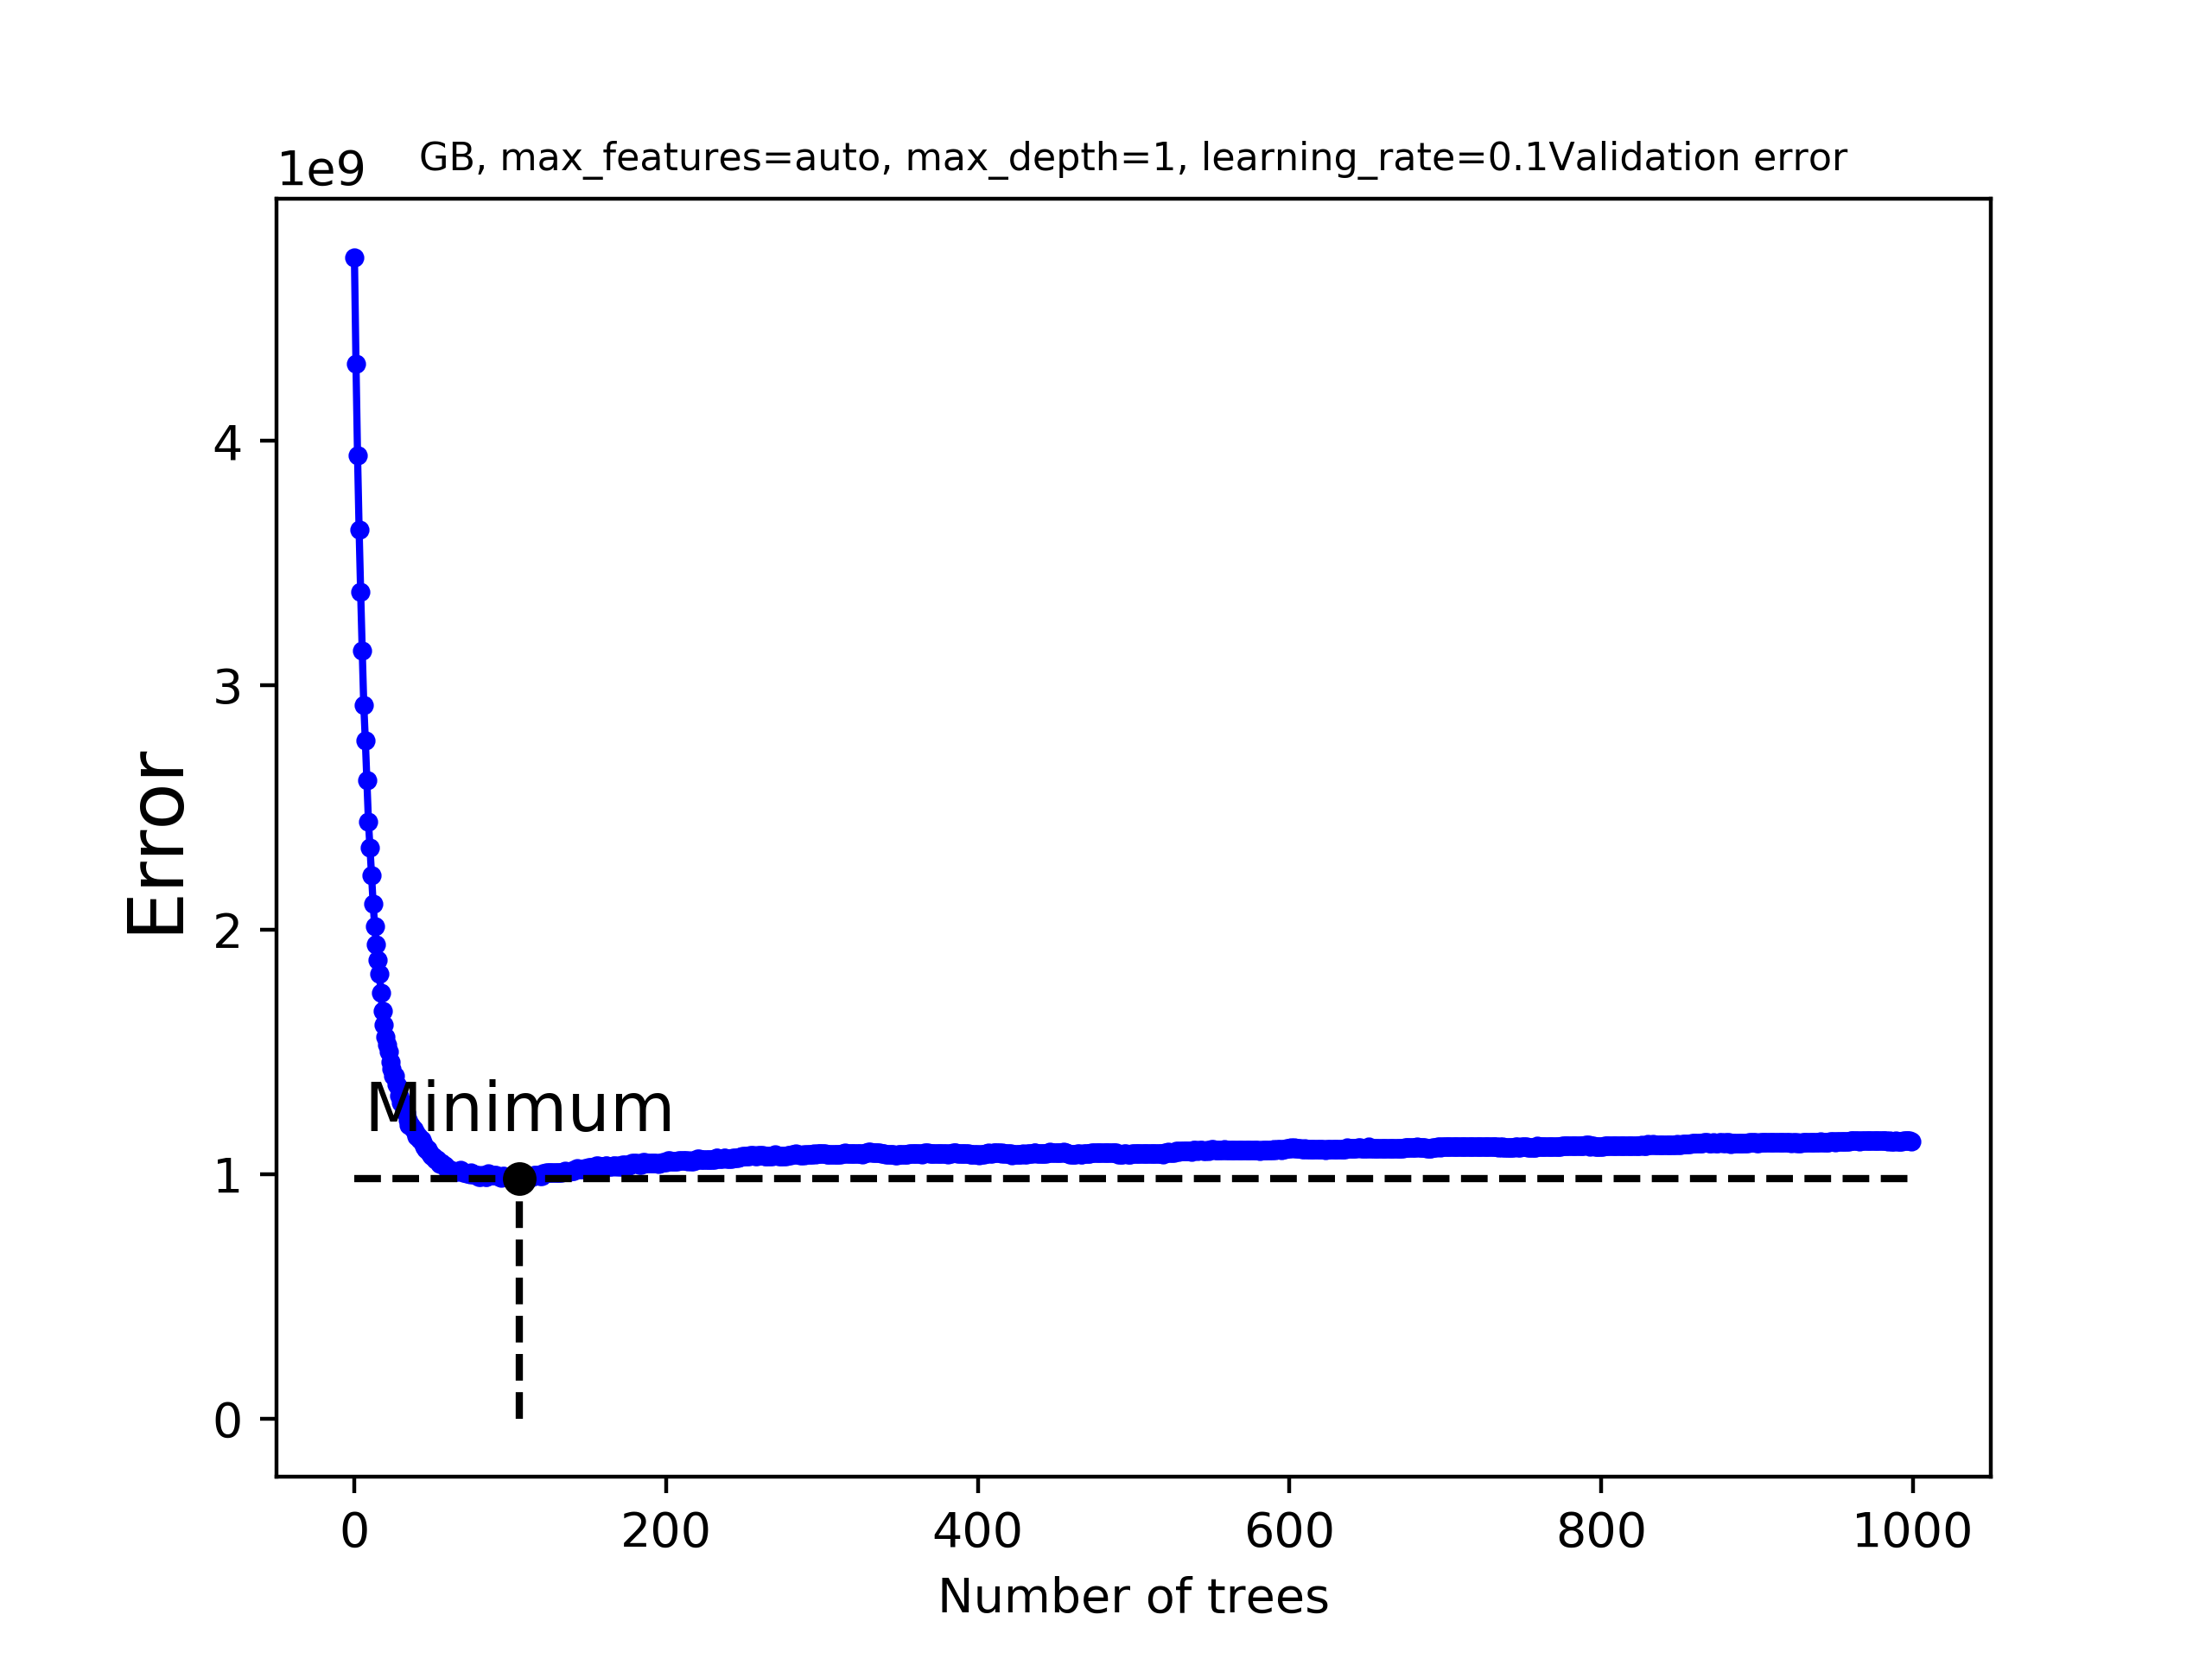 GB, max_features=auto, max_depth=1, learning_rate=0.1Validation error
1e9
4
3
2
1
0
Error
Minimum
0 200 400 600 800 1000
Number of trees